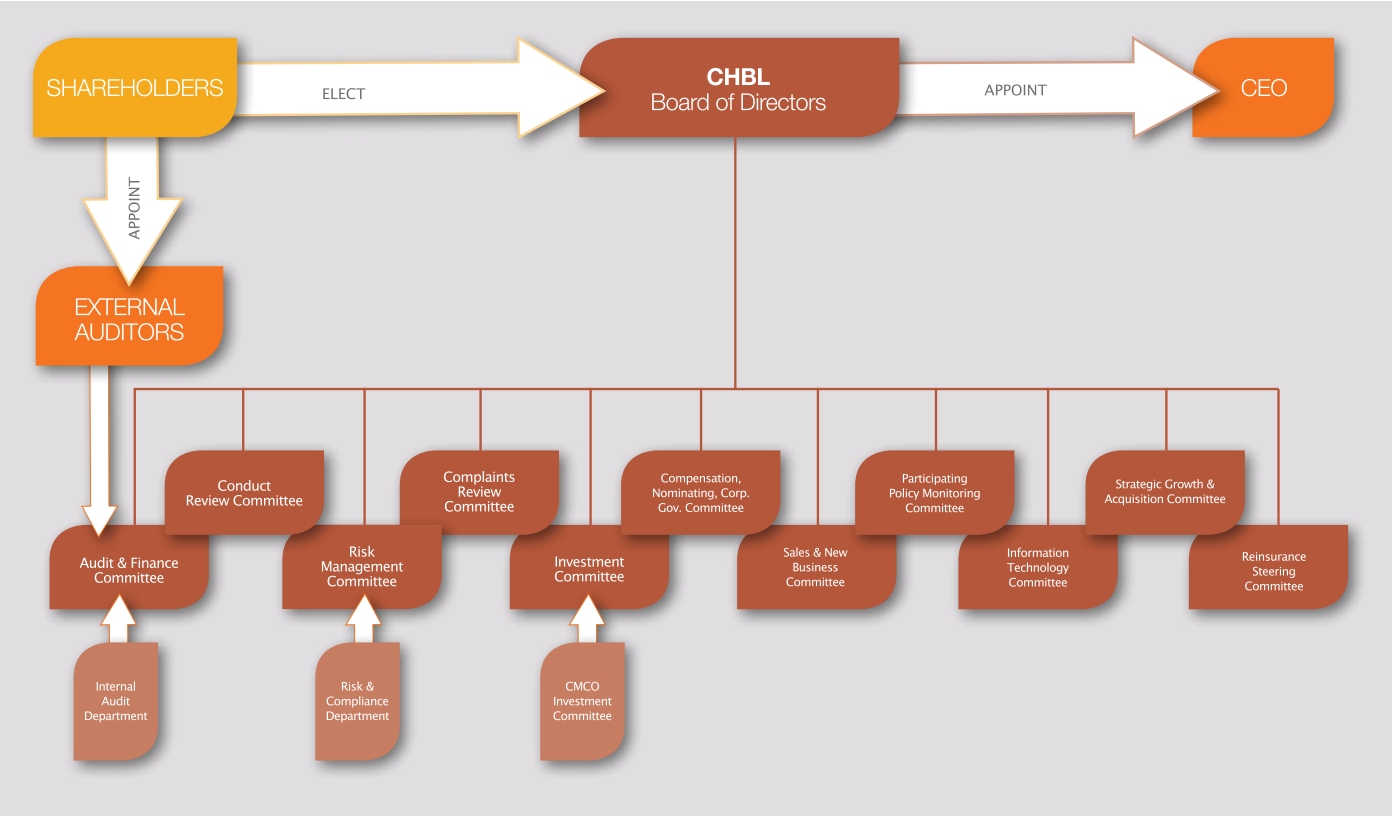 SHAREHOLDERS
ELECT
CHBL
Board of Directors
APPOINT
CEO
APPOINT
EXTERNAL
AUDITORS
Conduct
Review Committee
Complaints
Review
Committee
Compensation,
Nominating, Corp.
Gov. Committee
Participating
Policy Monitoring
Committee
Strategic Growth &
Acquisition Committee
Audit & Finance
Committee
Risk
Management
Committee
Investment
Committee
Sales & New
Business
Committee
Information
Technology
Committee
Reinsurance
Steering
Committee
Internal
Audit
Department
Risk &
Compliance
Department
CMCO
Investment
Committee